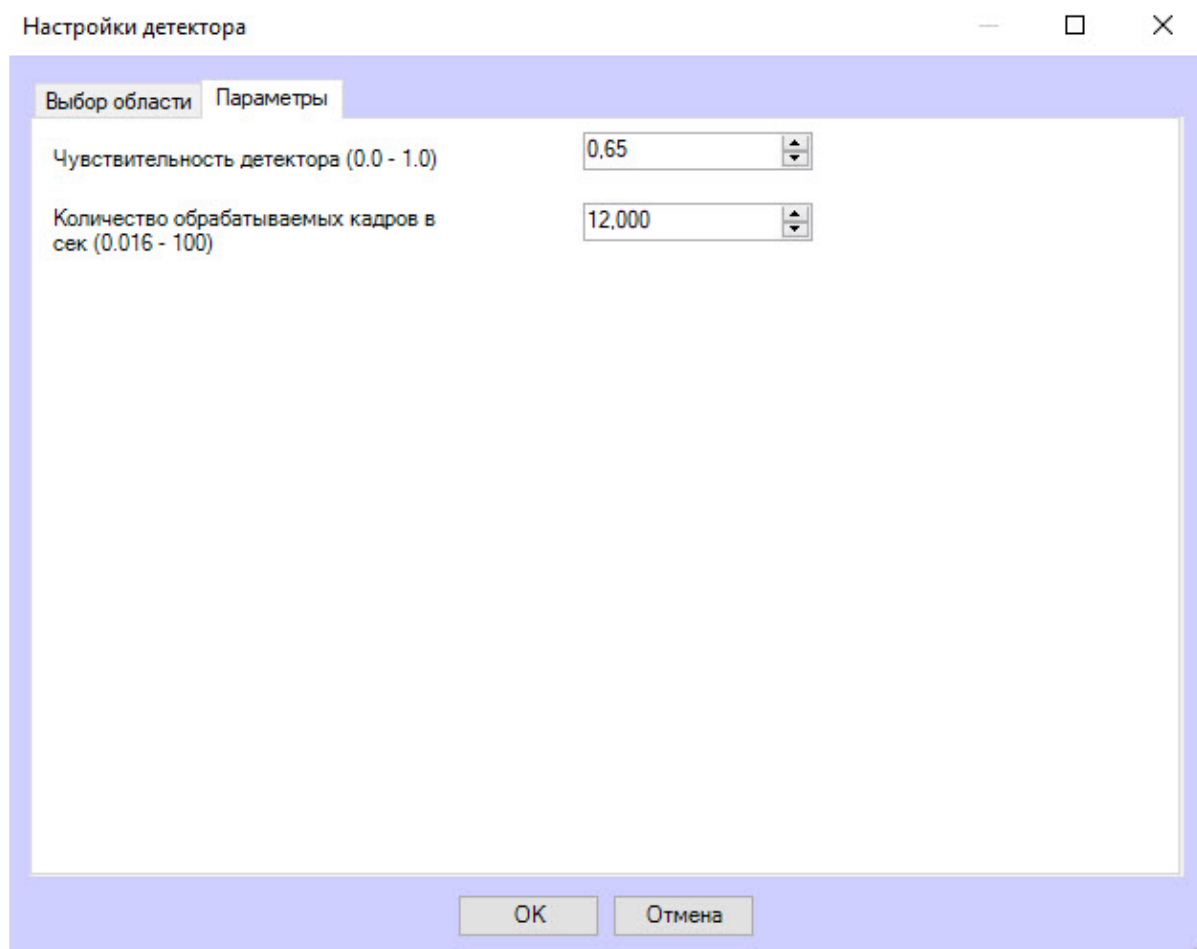 Настройки детектора
Выбор области
Параметры
Чувствительность детектора (0.0 - 1.0)
0,65
Количество обрабатываемых кадров в
сек (0.016 - 100)
12,000
OK
Отмена